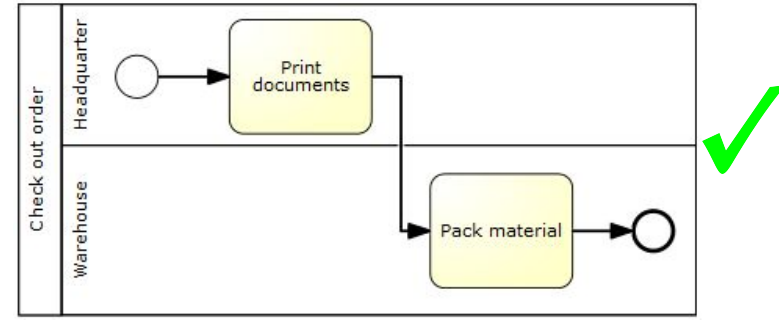 Check out order
Headquarter
Print
documents
Warehouse
Pack material